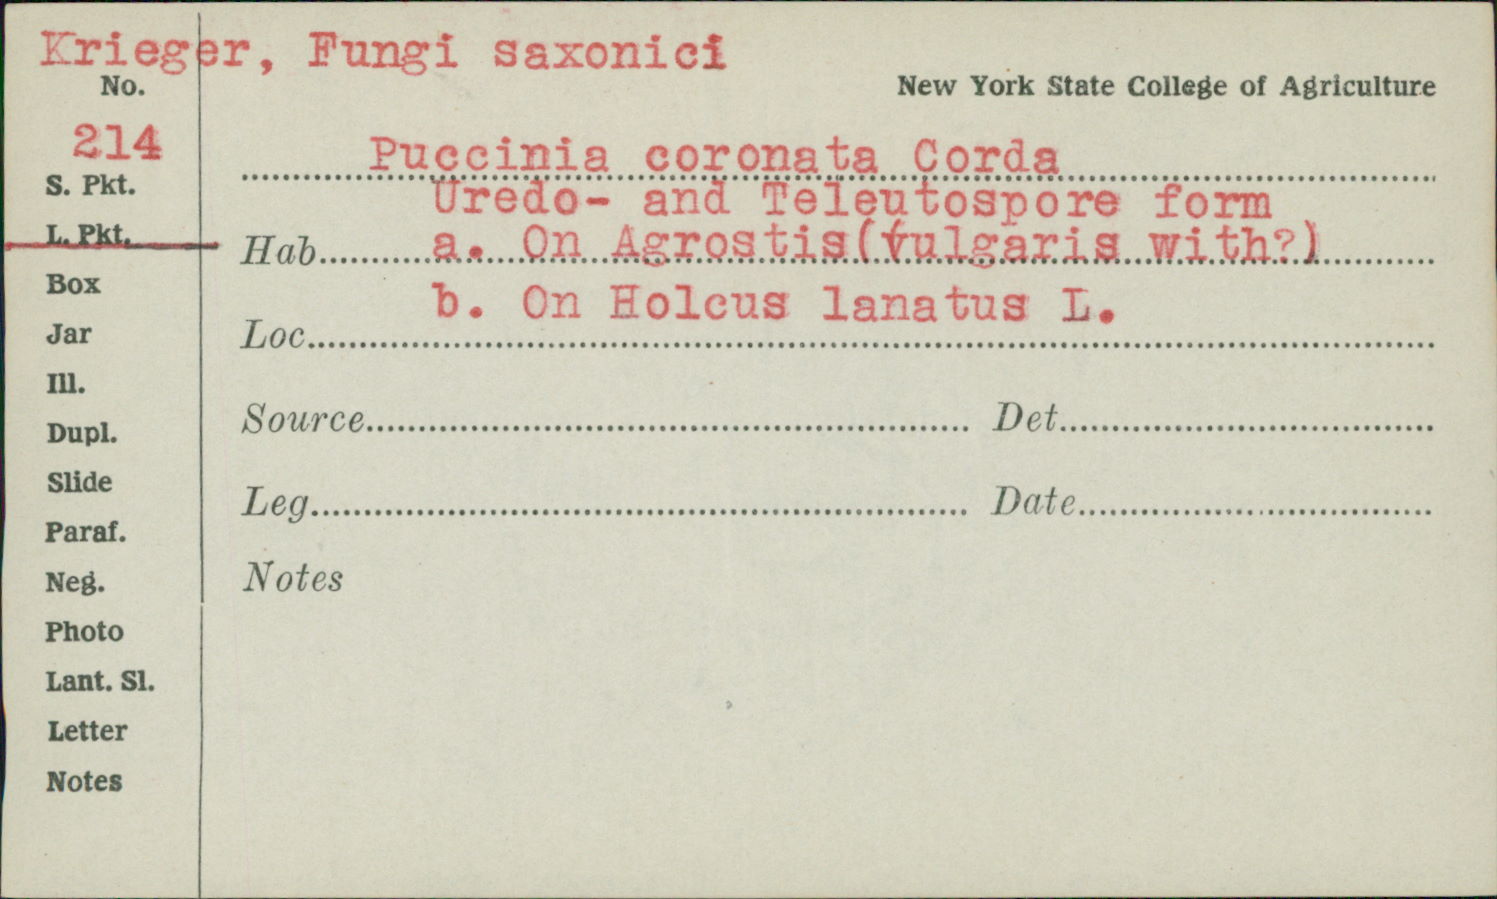 Krieger, Fungi saxonici
No.
New York State College of Agriculture
214
Puccinia coronata Corda
S. Pkt.
Uredo- and Teleutospore form
L. Pkt.
Hab. a. On Agrostis(vulgaris with?)
Box
b. On Holcus lanatus L.
Jar
Loc.
Ill.
Dupl.
Source Det.
Slide
Leg. Date
Paraf.
Neg.
Notes
Photo
Lant. Sl.
Letter
Notes